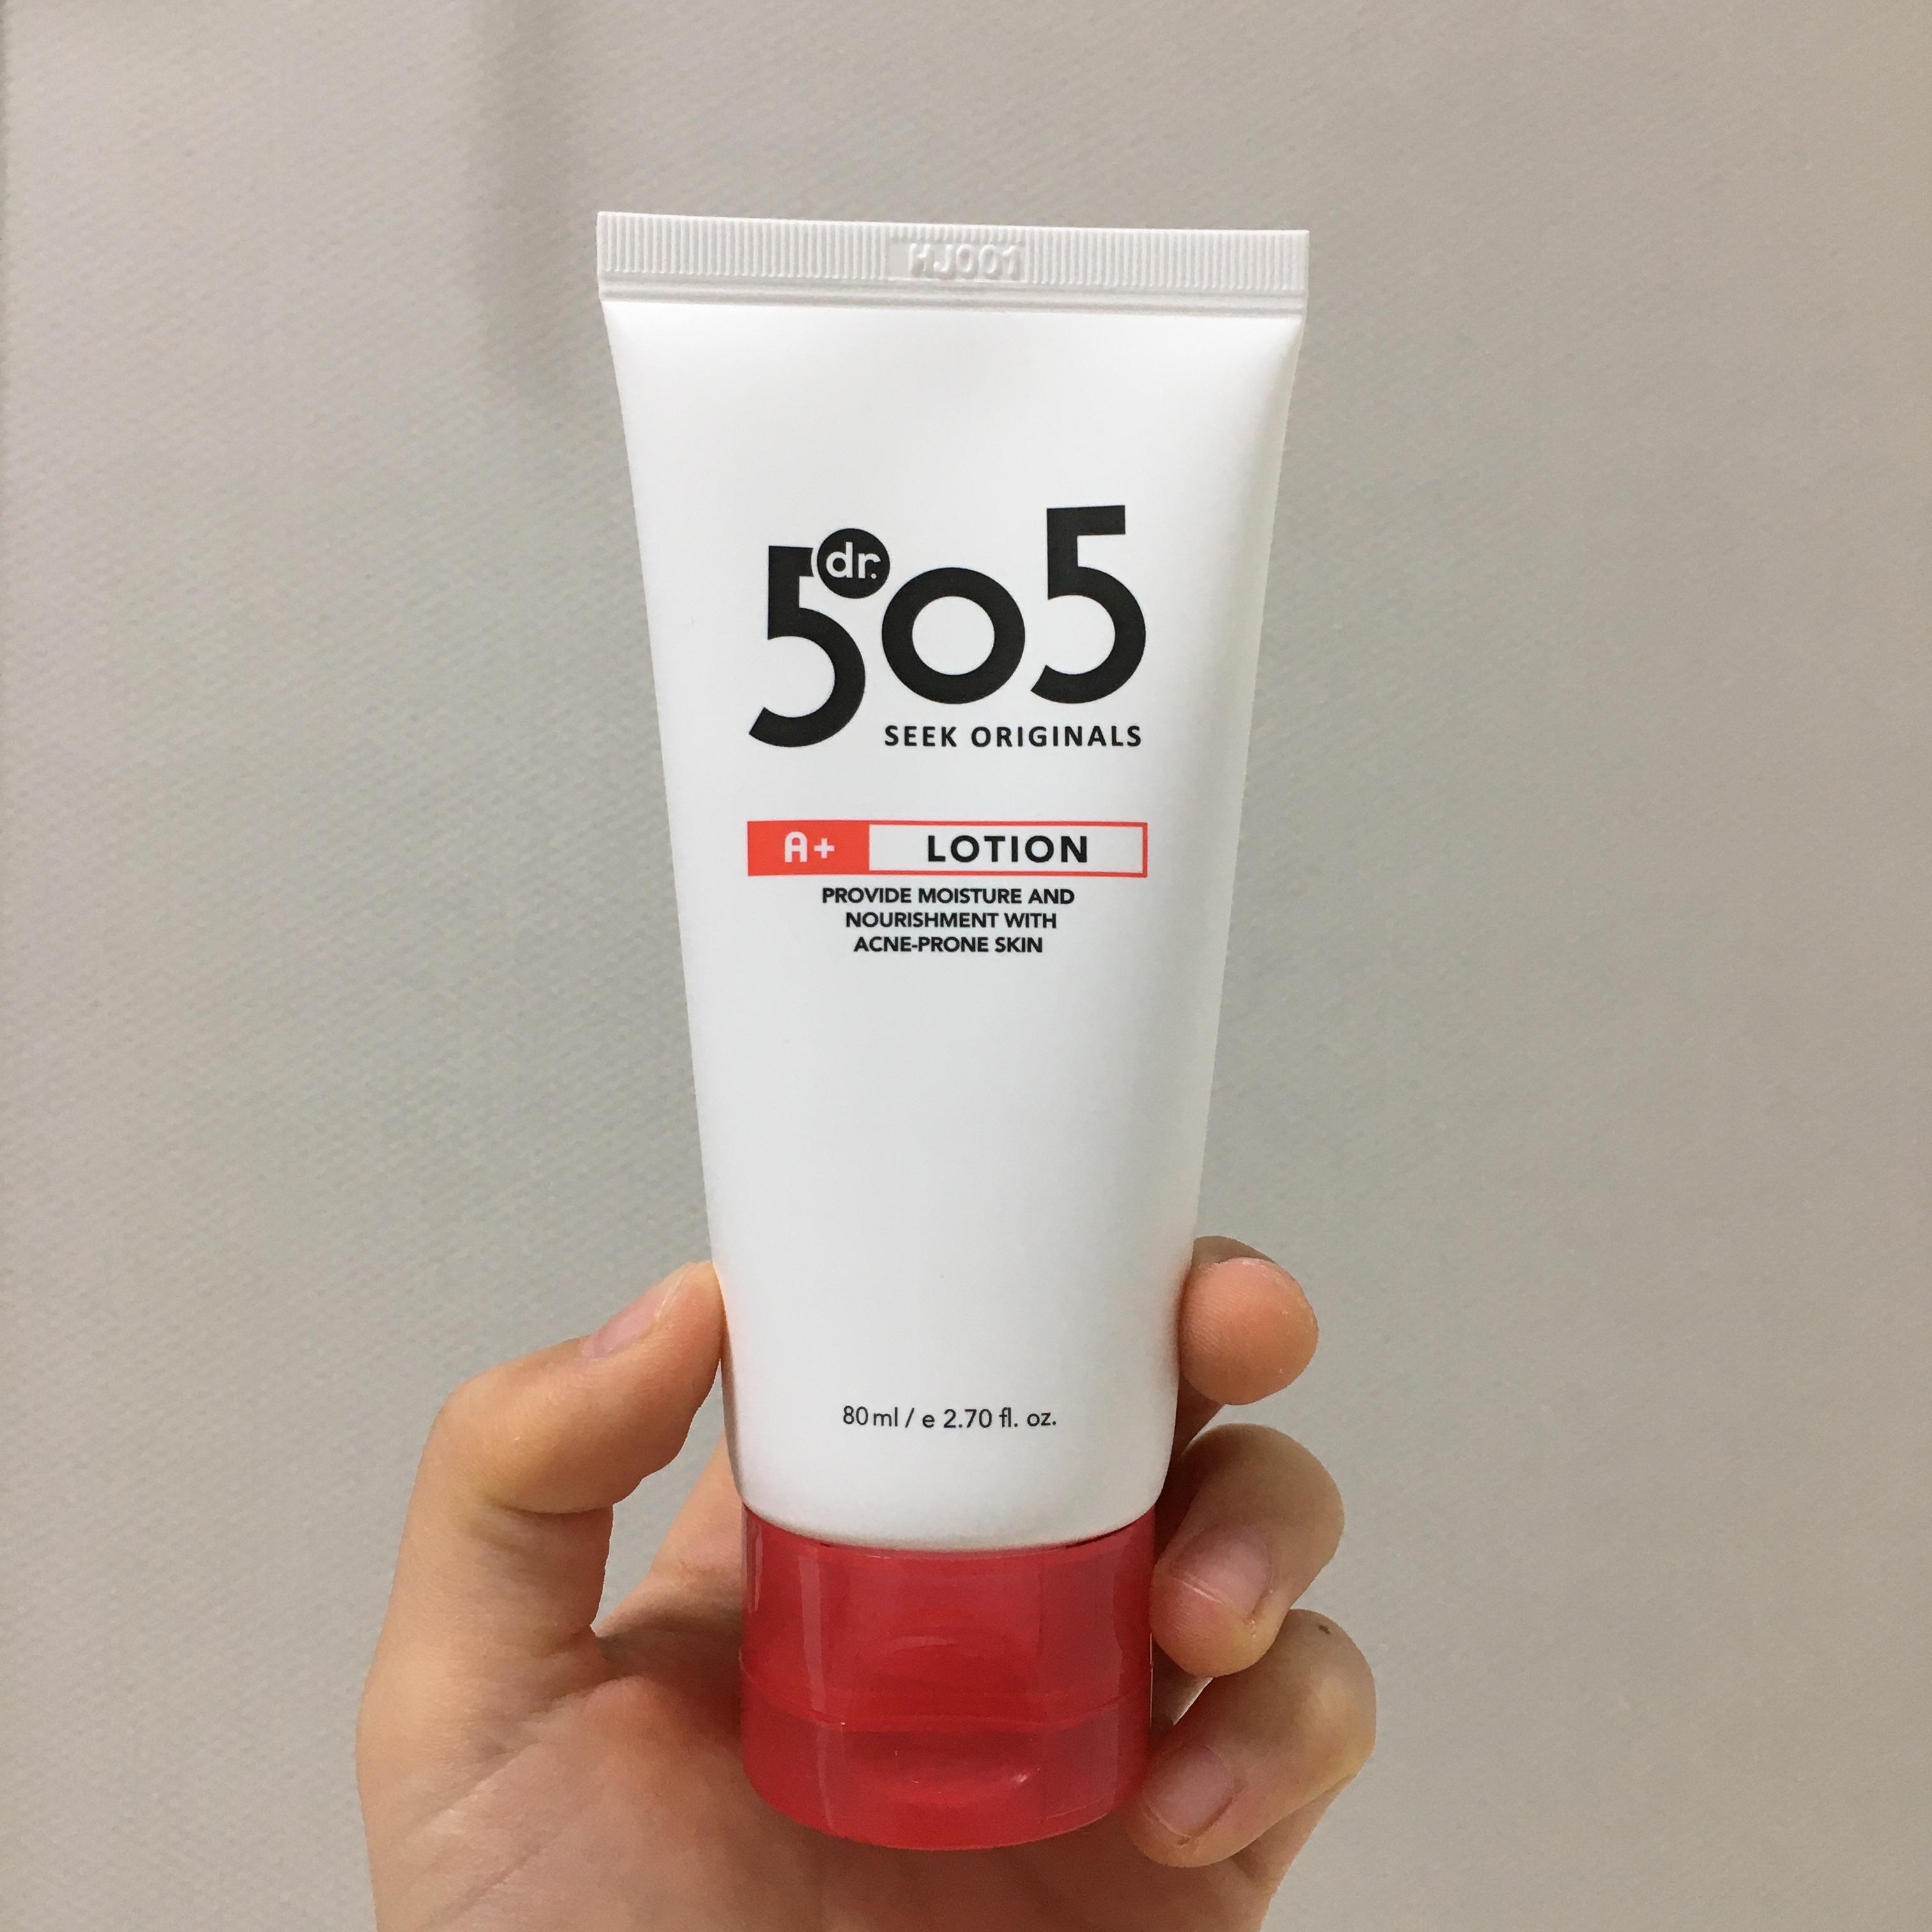 HJ001
dr.
505
SEEK ORIGINALS
A+ LOTION
PROVIDE MOISTURE AND
NOURISHMENT WITH
ACNE-PRONE SKIN
80ml / e 2.70 fl. oz.